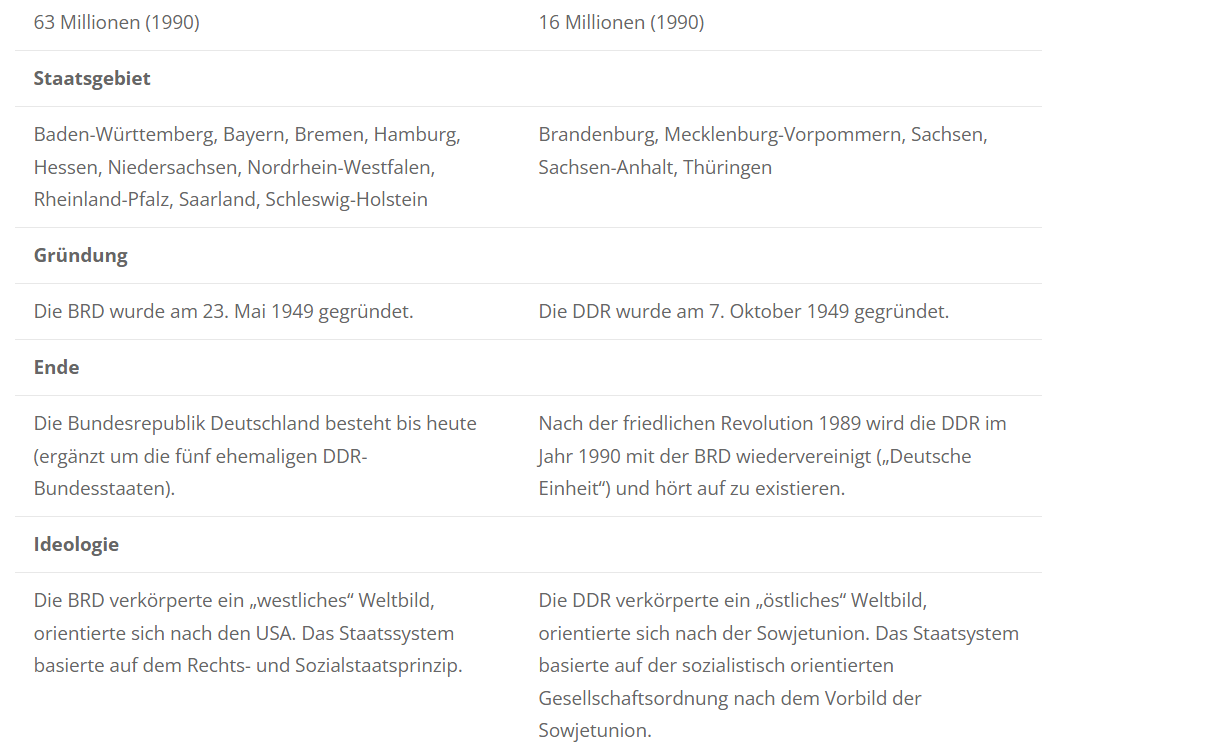 63 Millionen (1990)
16 Millionen (1990)
Staatsgebiet
Baden-Württemberg, Bayern, Bremen, Hamburg,
Hessen, Niedersachsen, Nordrhein-Westfalen,
Rheinland-Pfalz, Saarland, Schleswig-Holstein
Brandenburg, Mecklenburg-Vorpommern, Sachsen,
Sachsen-Anhalt, Thüringen
Gründung
Die BRD wurde am 23. Mai 1949 gegründet.
Die DDR wurde am 7. Oktober 1949 gegründet.
Ende
Die Bundesrepublik Deutschland besteht bis heute
(ergänzt um die fünf ehemaligen DDR-
Bundesstaaten).
Nach der friedlichen Revolution 1989 wird die DDR im
Jahr 1990 mit der BRD wiedervereinigt („Deutsche
Einheit“) und hört auf zu existieren.
Ideologie
Die BRD verkörperte ein „westliches“ Weltbild,
orientierte sich nach den USA. Das Staatssystem
basierte auf dem Rechts- und Sozialstaatsprinzip.
Die DDR verkörperte ein „östliches“ Weltbild,
orientierte sich nach der Sowjetunion. Das Staatsystem
basierte auf der sozialistisch orientierten
Gesellschaftsordnung nach dem Vorbild der
Sowjetunion.